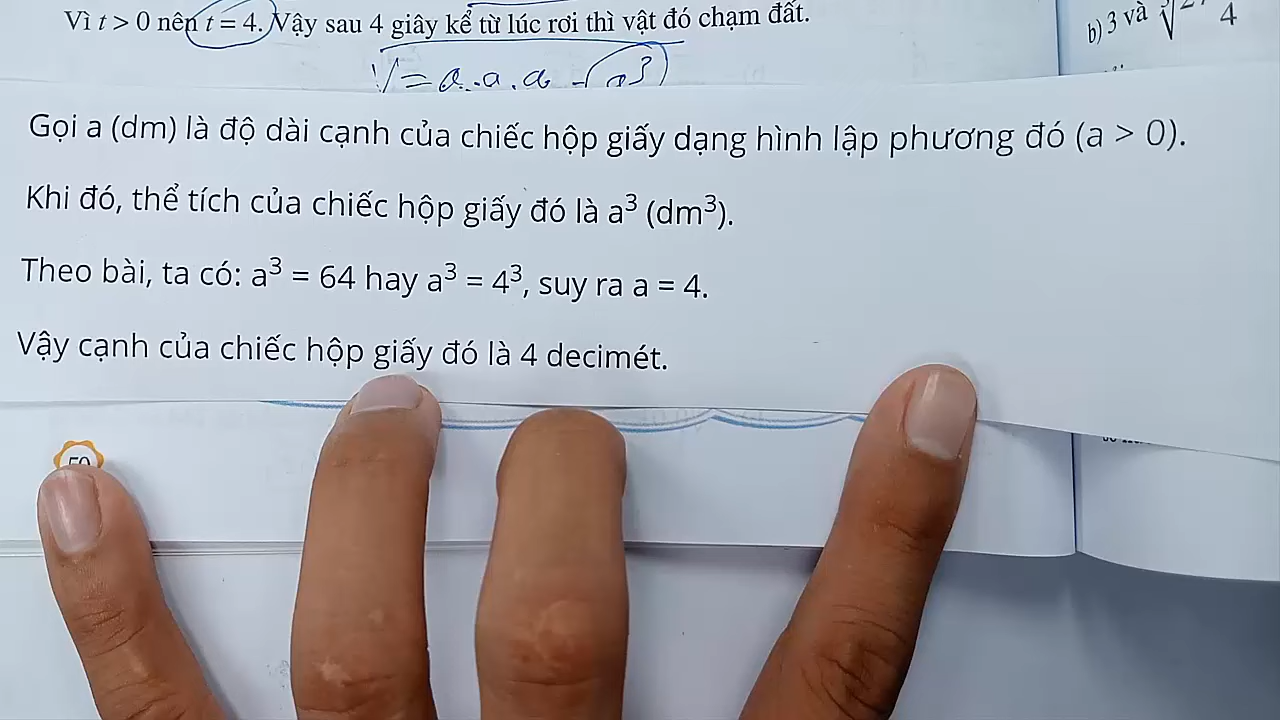 Vì t > 0 nên t = 4. Vậy sau 4 giây kể từ lúc rơi thì vật đó chạm đất.
V = a . a . a = a³
b) 3 và
4
Gọi a (dm) là độ dài cạnh của chiếc hộp giấy dạng hình lập phương đó (a > 0).
Khi đó, thể tích của chiếc hộp giấy đó là a³ (dm³).
Theo bài, ta có: a³ = 64 hay a³ = 4³, suy ra a = 4.
Vậy cạnh của chiếc hộp giấy đó là 4 decimét.